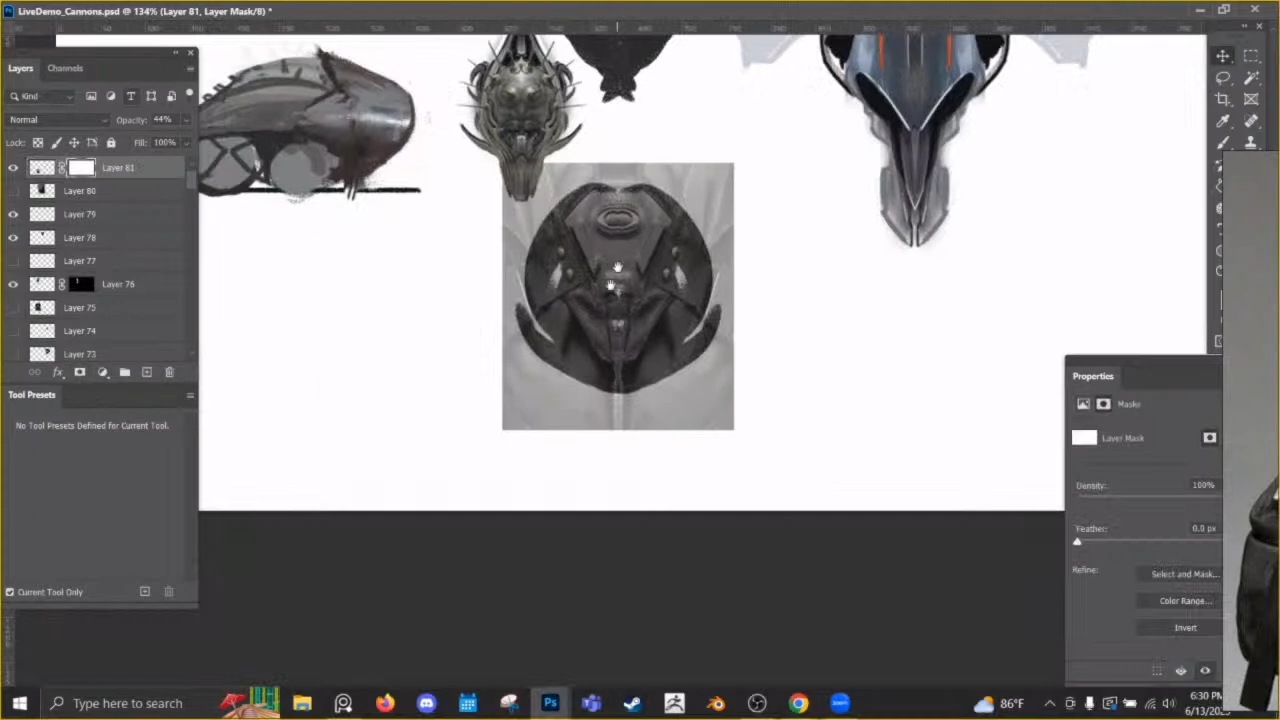 LiveDemo_Cannons.psd @ 134% (Layer 81, Layer Mask/8) *
Layers
Channels
Kind
Normal
Opacity: 44%
Lock:
Fill: 100%
Layer 81
Layer 80
Layer 79
Layer 78
Layer 77
Layer 76
Layer 75
Layer 74
Layer 73
fx
Tool Presets
No Tool Presets Defined for Current Tool.
Current Tool Only
Properties
Masks
Layer Mask
Density:
100%
Feather:
0.0 px
Refine:
Select and Mask...
Color Range...
Invert
Type here to search
Ps
zoom
86°F
6:30 PM